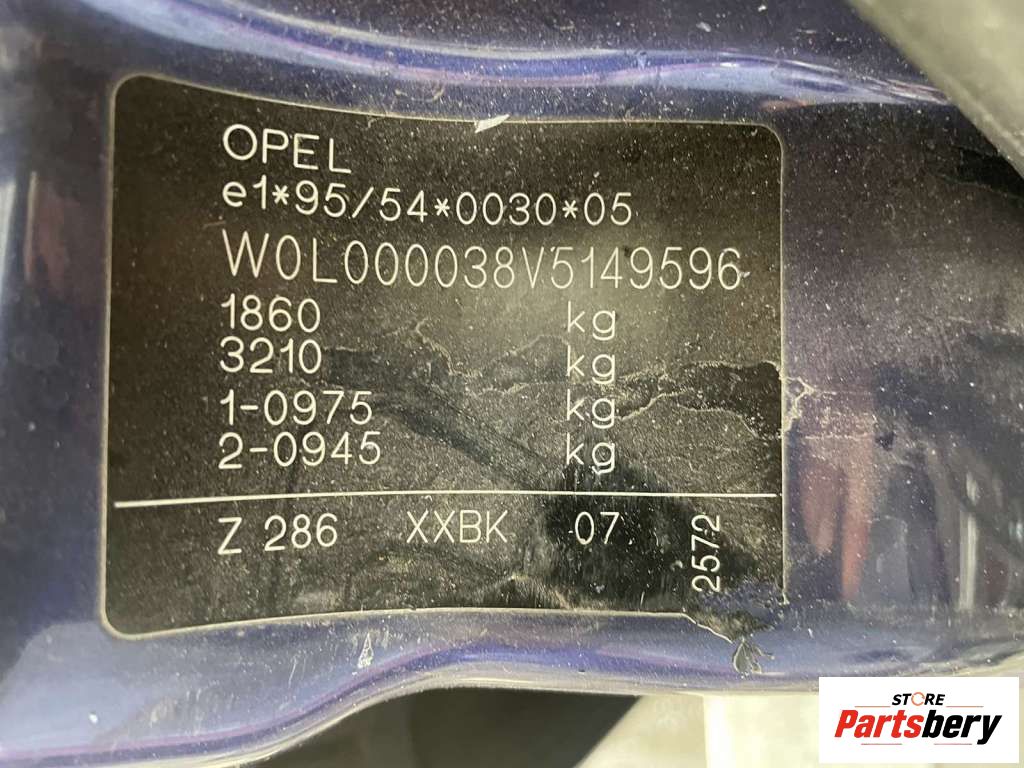 OPEL
e1*95/54*0030*05
W0L000038V5149596
1860 kg
3210 kg
1-0975 kg
2-0945 kg
Z 286 XXBK 07
2572
STORE
Partsbery